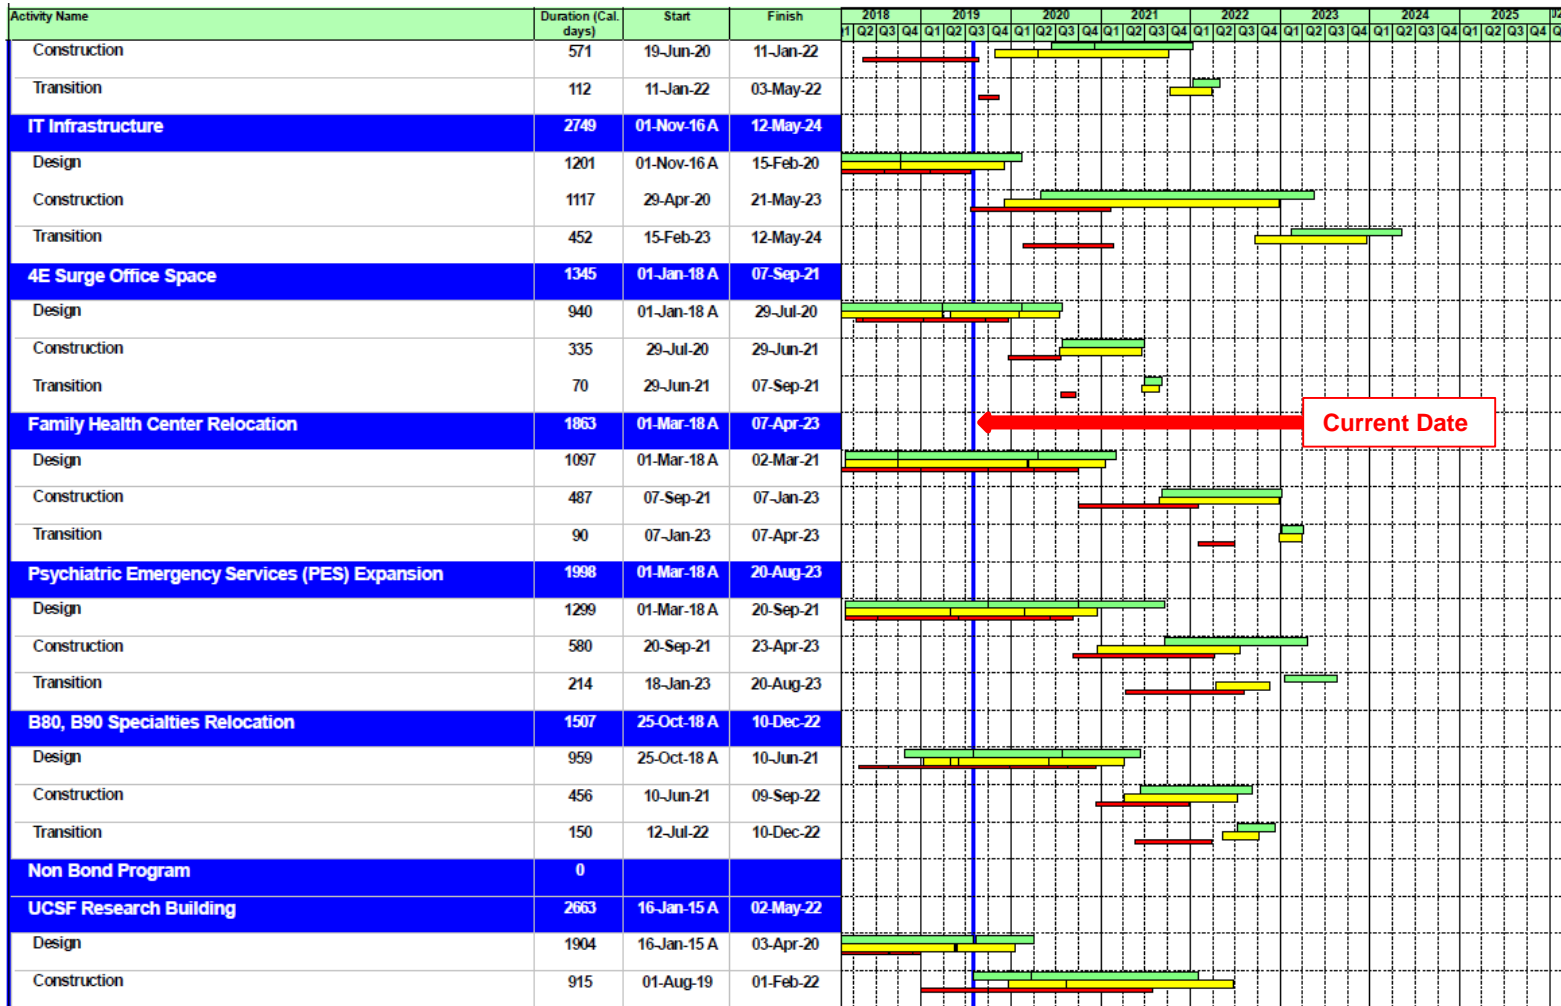 Activity Name Duration (Cal. days) Start Finish 2018 2019 2020 2021 2022 2023 2024 2025
Q2 Q3 Q4 Q1 Q2 Q3 Q4 Q1 Q2 Q3 Q4 Q1 Q2 Q3 Q4 Q1 Q2 Q3 Q4 Q1 Q2 Q3 Q4 Q1 Q2 Q3 Q4 Q1 Q2 Q3 Q4
Construction 571 19-Jun-20 11-Jan-22
Transition 112 11-Jan-22 03-May-22
IT Infrastructure 2749 01-Nov-16 A 12-May-24
Design 1201 01-Nov-16 A 15-Feb-20
Construction 1117 29-Apr-20 21-May-23
Transition 452 15-Feb-23 12-May-24
4E Surge Office Space 1345 01-Jan-18 A 07-Sep-21
Design 940 01-Jan-18 A 29-Jul-20
Construction 335 29-Jul-20 29-Jun-21
Transition 70 29-Jun-21 07-Sep-21
Family Health Center Relocation 1863 01-Mar-18 A 07-Apr-23 Current Date
Design 1097 01-Mar-18 A 02-Mar-21
Construction 487 07-Sep-21 07-Jan-23
Transition 90 07-Jan-23 07-Apr-23
Psychiatric Emergency Services (PES) Expansion 1998 01-Mar-18 A 20-Aug-23
Design 1299 01-Mar-18 A 20-Sep-21
Construction 580 20-Sep-21 23-Apr-23
Transition 214 18-Jan-23 20-Aug-23
B80, B90 Specialties Relocation 1507 25-Oct-18 A 10-Dec-22
Design 959 25-Oct-18 A 10-Jun-21
Construction 456 10-Jun-21 09-Sep-22
Transition 150 12-Jul-22 10-Dec-22
Non Bond Program 0
UCSF Research Building 2663 16-Jan-15 A 02-May-22
Design 1904 16-Jan-15 A 03-Apr-20
Construction 915 01-Aug-19 01-Feb-22